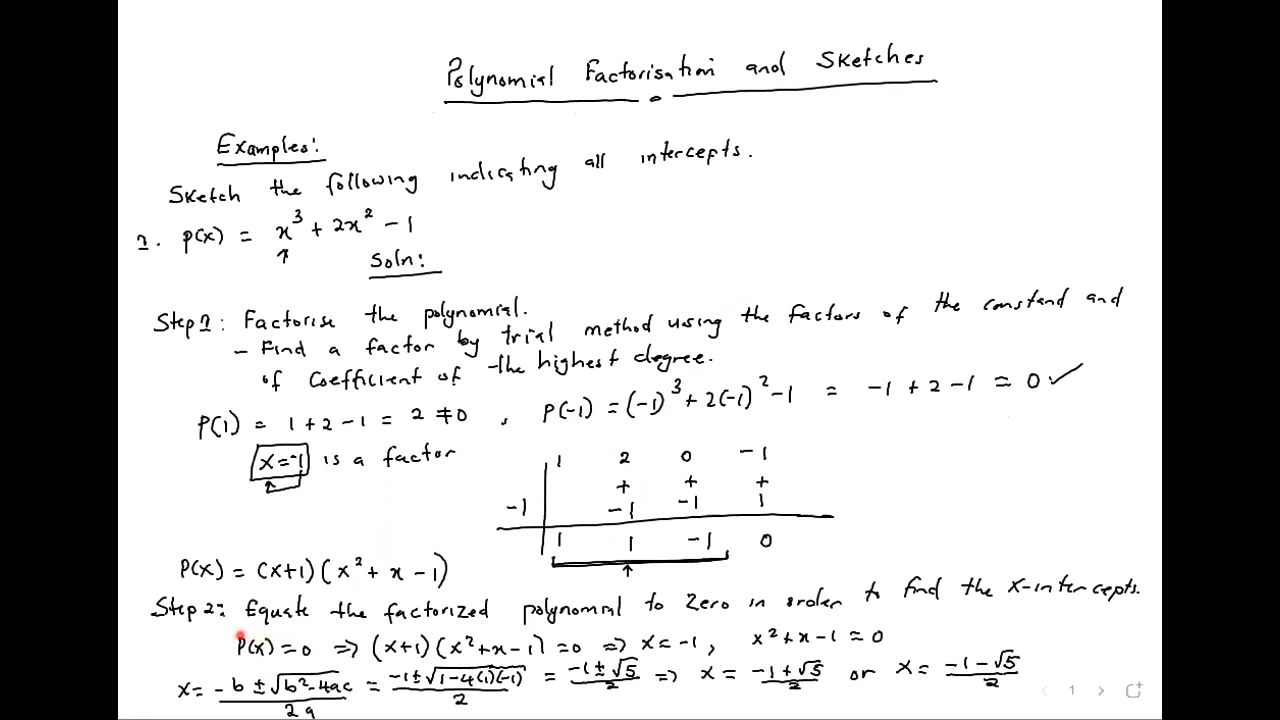 Polynomial Factorisation and Sketches
Examples:
Sketch the following indicating all intercepts.
1. p(x) = x³ + 2x² - 1
Soln:
Step 1: Factorise the polynomial.
- Find a factor by trial method using the factors of the constand and
of coefficient of the highest degree.
P(1) = 1 + 2 - 1 = 2 ≠ 0 , P(-1) = (-1)³ + 2(-1)² - 1 = -1 + 2 - 1 = 0 ✓
x = -1 is a factor
1 2 0 -1
+ + +
-1 | -1 -1 1
1 1 -1 0
P(x) = (x+1)(x² + x - 1)
Step 2: Equate the factorized polynomial to zero in order to find the x-intercepts.
P(x) = 0 ⇒ (x+1)(x² + x - 1) = 0 ⇒ x = -1, x² + x - 1 = 0
x = (-b ± √(b² - 4ac))/2a = (-1 ± √(1 - 4(1)(-1)))/2 = (-1 ± √5)/2 ⇒ x = (-1 + √5)/2 or x = (-1 - √5)/2
1